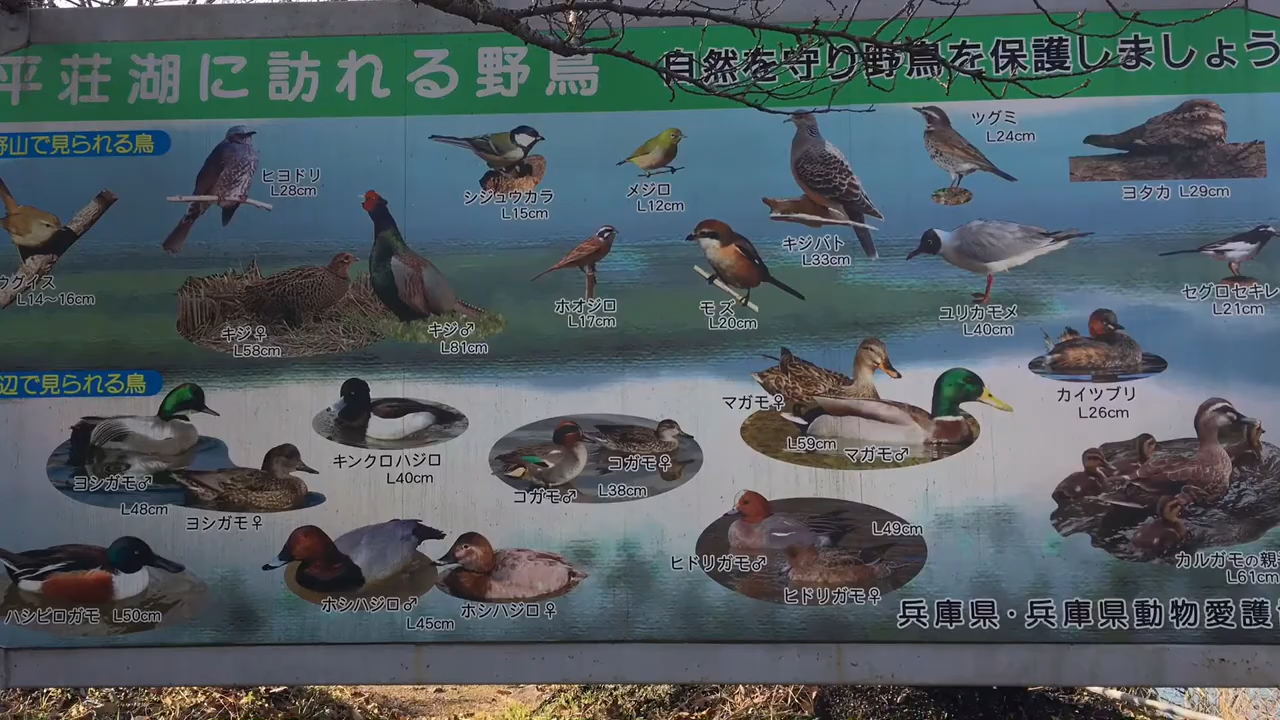 平荘湖に訪れる野鳥
自然を守り野鳥を保護しましょう
野山で見られる鳥
ヒヨドリ
L28cm
シジュウカラ
L15cm
メジロ
L12cm
キジバト
L33cm
ツグミ
L24cm
ヨタカ L29cm
ウグイス
L14〜16cm
キジ♀
L58cm
キジ♂
L81cm
ホオジロ
L17cm
モズ
L20cm
ユリカモメ
L40cm
セグロセキレ
L21cm
辺で見られる鳥
ヨシガモ♂
L48cm
ヨシガモ♀
キンクロハジロ
L40cm
コガモ♂
コガモ♀
L38cm
マガモ♀
L59cm
マガモ♂
カイツブリ
L26cm
ハシビロガモ L50cm
ホシハジロ♂
L45cm
ホシハジロ♀
ヒドリガモ♂
L49cm
ヒドリガモ♀
カルガモの親
L61cm
兵庫県・兵庫県動物愛護